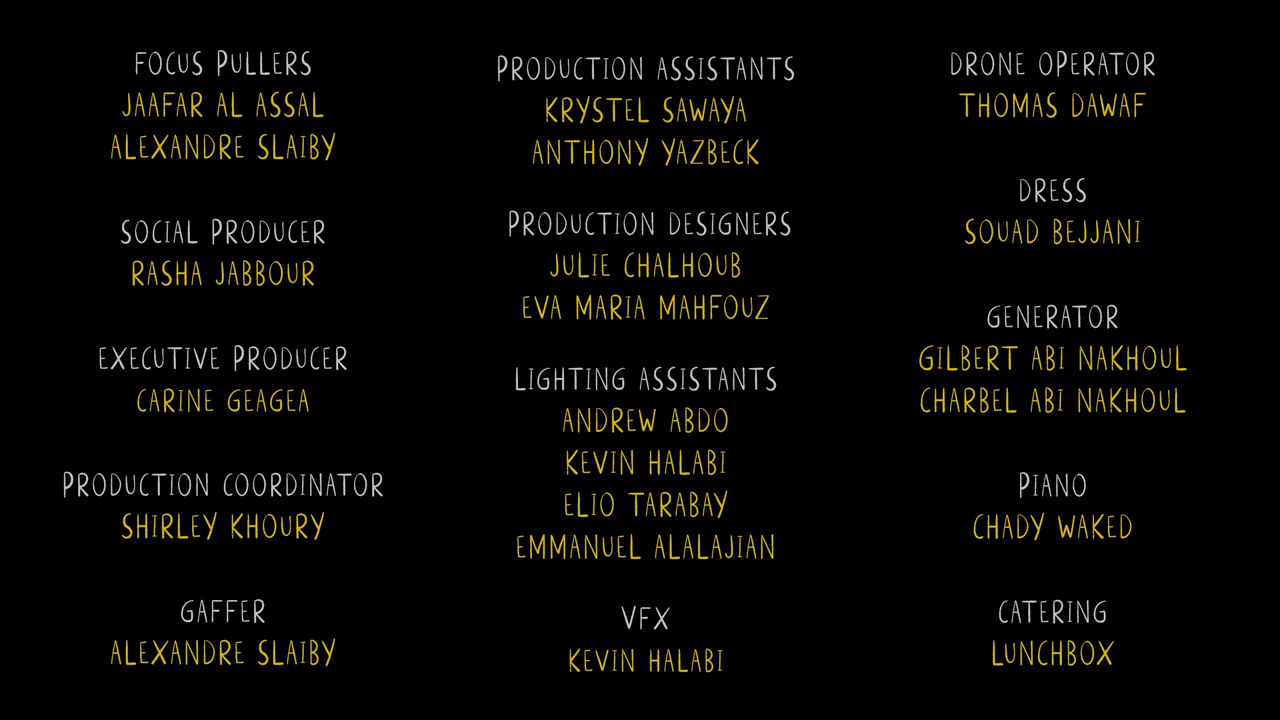 FOCUS PULLERS
JAAFAR AL ASSAL
ALEXANDRE SLAIBY
SOCIAL PRODUCER
RASHA JABBOUR
EXECUTIVE PRODUCER
CARINE GEAGEA
PRODUCTION COORDINATOR
SHIRLEY KHOURY
GAFFER
ALEXANDRE SLAIBY
PRODUCTION ASSISTANTS
KRYSTEL SAWAYA
ANTHONY YAZBECK
PRODUCTION DESIGNERS
JULIE CHALHOUB
EVA MARIA MAHFOUZ
LIGHTING ASSISTANTS
ANDREW ABDO
KEVIN HALABI
ELIO TARABAY
EMMANUEL ALALAJIAN
VFX
KEVIN HALABI
DRONE OPERATOR
THOMAS DAWAF
DRESS
SOUAD BEJJANI
GENERATOR
GILBERT ABI NAKHOUL
CHARBEL ABI NAKHOUL
PIANO
CHADY WAKED
CATERING
LUNCHBOX